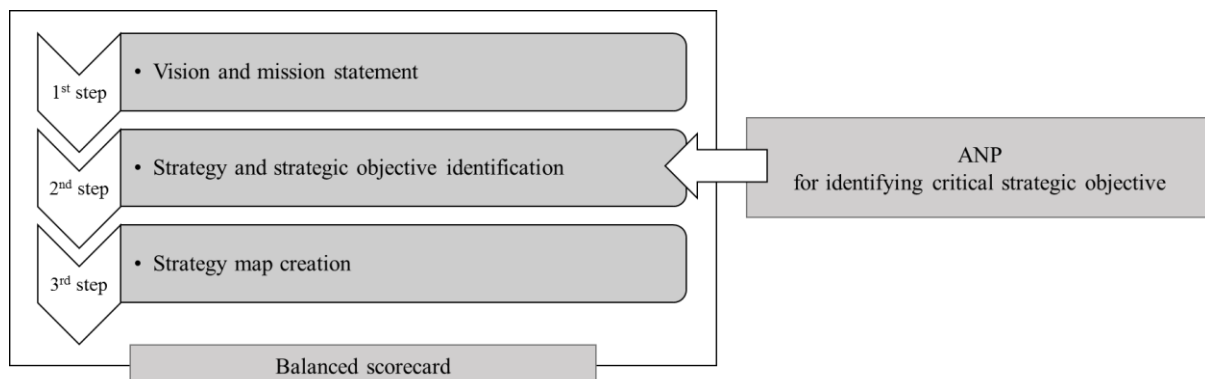 1st step
• Vision and mission statement
2nd step
• Strategy and strategic objective identification
ANP
for identifying critical strategic objective
3rd step
• Strategy map creation
Balanced scorecard